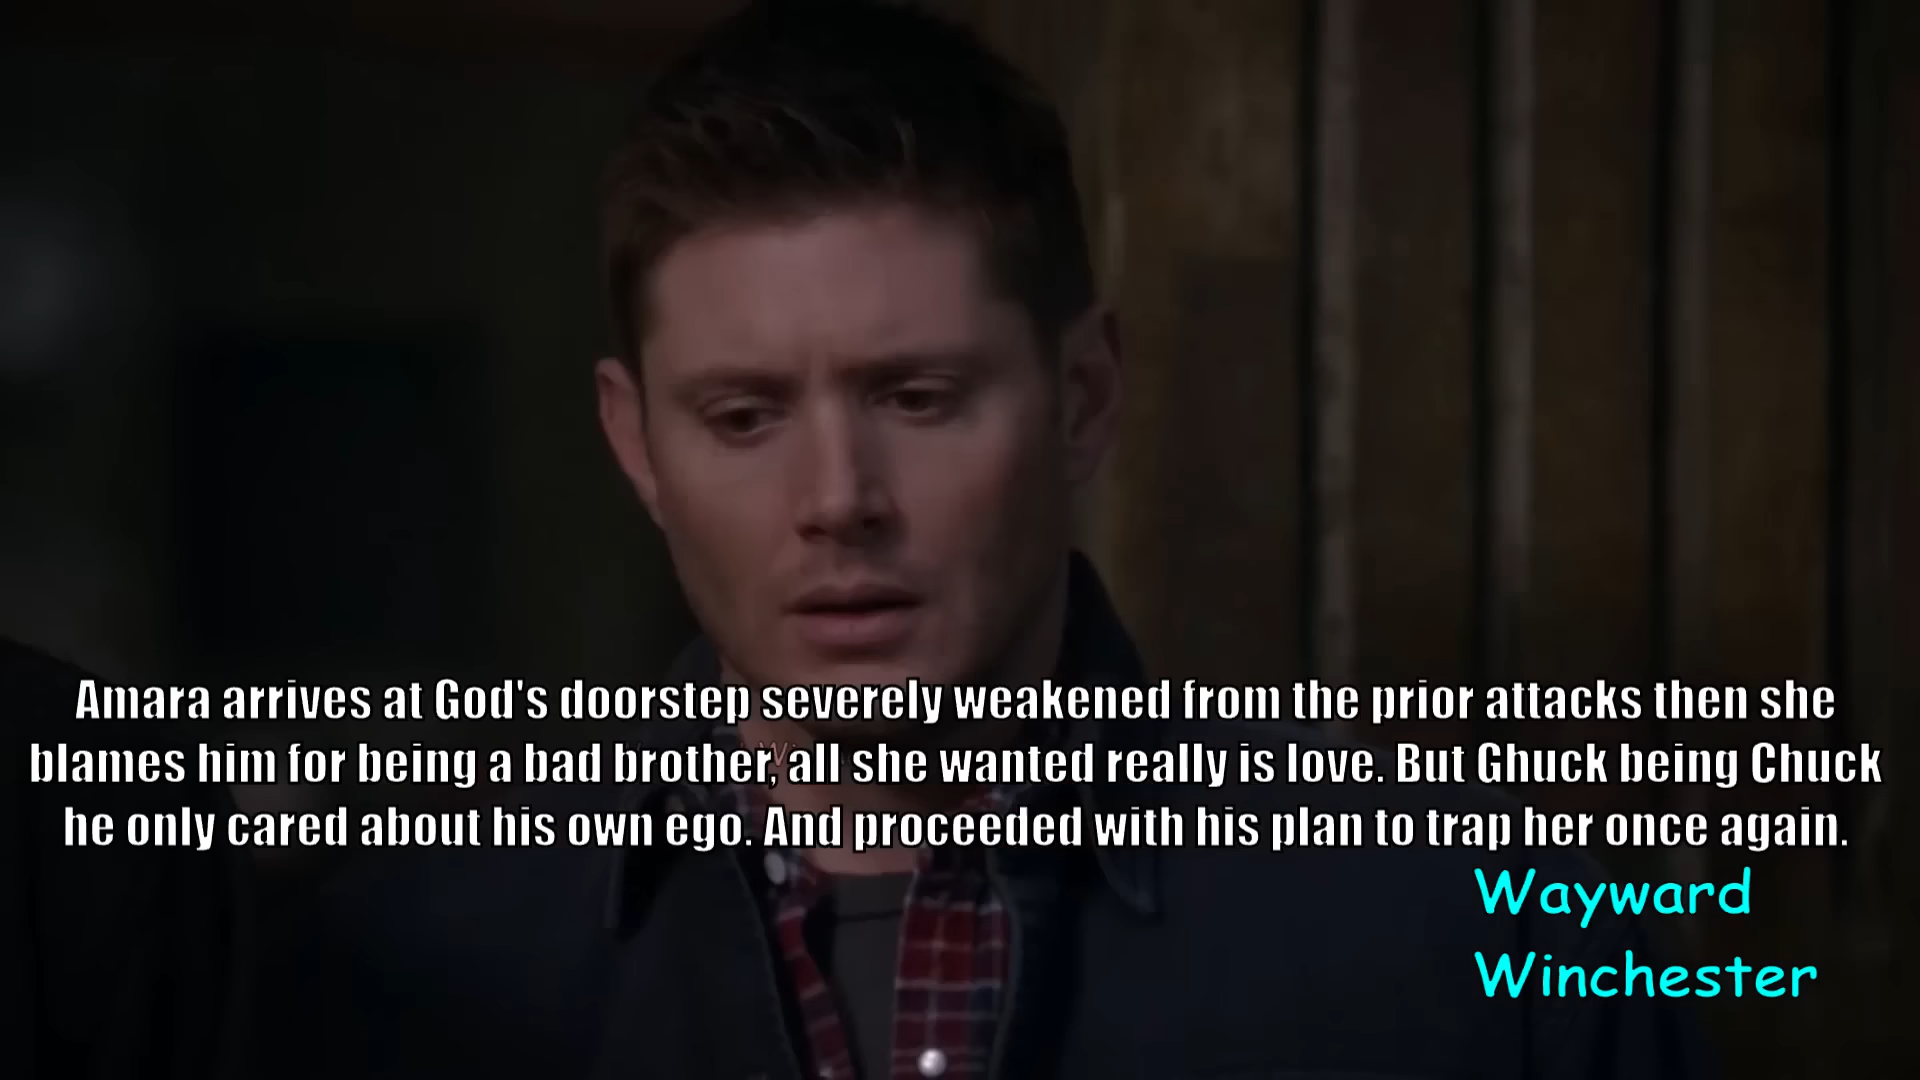 Amara arrives at God's doorstep severely weakened from the prior attacks then she
blames him for being a bad brother, all she wanted really is love. But Ghuck being Chuck
he only cared about his own ego. And proceeded with his plan to trap her once again.
Wayward
Winchester